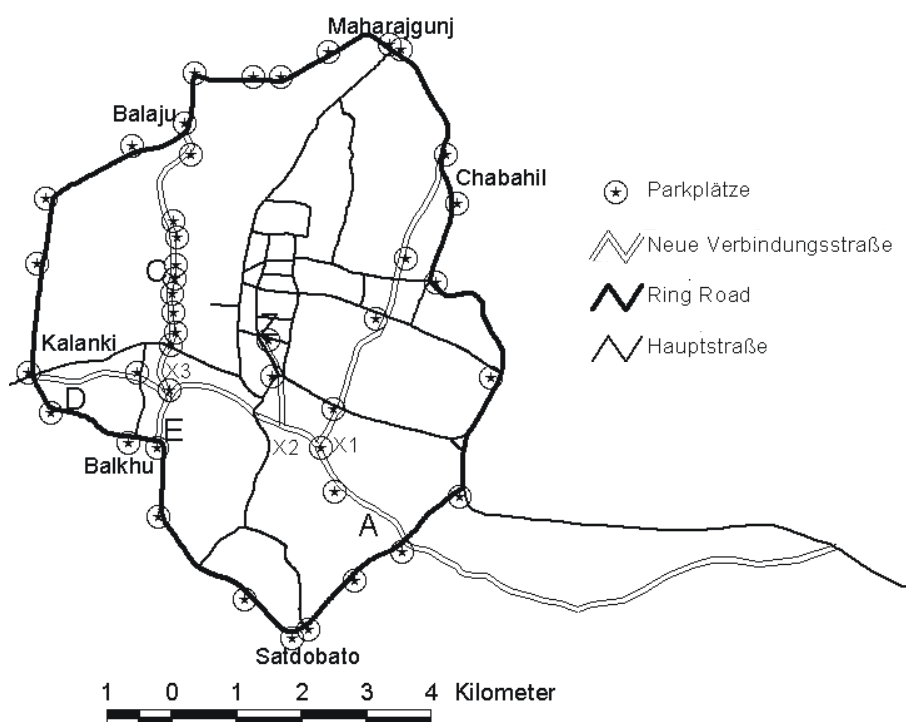 Maharajgunj
Balaju
Chabahil
Parkplätze
Neue Verbindungsstraße
Ring Road
Hauptstraße
C
N
Kalanki
X3
D
E
X2
X1
Balkhu
A
Satdobato
1 0 1 2 3 4 Kilometer